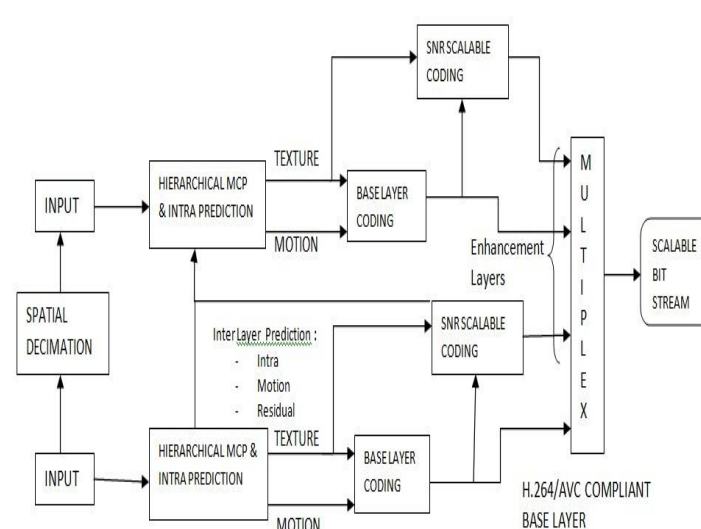 SNR SCALABLE
CODING
TEXTURE
HIERARCHICAL MCP
& INTRA PREDICTION
BASE LAYER
CODING
INPUT
MOTION
M
U
L
T
I
P
L
E
X
Enhancement
Layers
SCALABLE
BIT
STREAM
SPATIAL
DECIMATION
InterLayer Prediction :
- Intra
- Motion
- Residual
SNR SCALABLE
CODING
TEXTURE
HIERARCHICAL MCP &
INTRA PREDICTION
BASE LAYER
CODING
INPUT
MOTION
H.264/AVC COMPLIANT
BASE LAYER